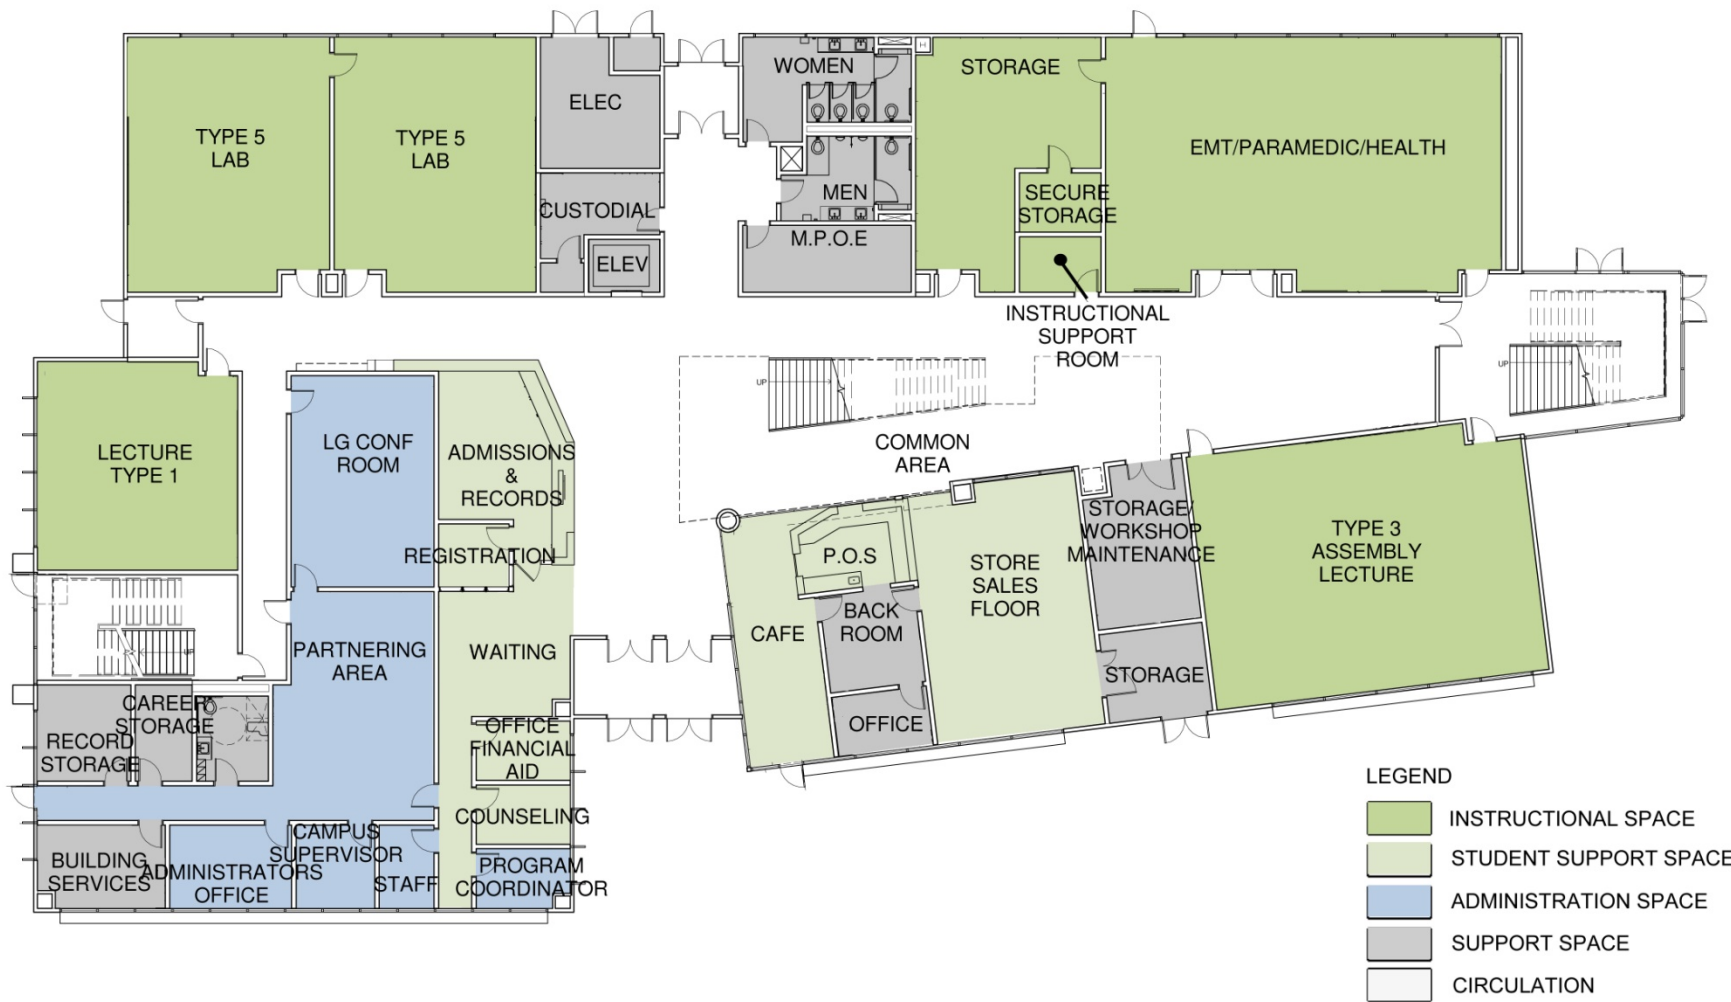 TYPE 5
LAB
TYPE 5
LAB
ELEC
CUSTODIAL
ELEV
WOMEN
MEN
M.P.O.E
STORAGE
SECURE
STORAGE
EMT/PARAMEDIC/HEALTH
INSTRUCTIONAL
SUPPORT
ROOM
UP
UP
COMMON
AREA
LECTURE
TYPE 1
LG CONF
ROOM
ADMISSIONS
&
RECORDS
REGISTRATION
WAITING
PARTNERING
AREA
UP
CAREER
STORAGE
RECORD
STORAGE
OFFICE
FINANCIAL
AID
COUNSELING
BUILDING
SERVICES
ADMINISTRATORS
OFFICE
CAMPUS
SUPERVISOR
STAFF
PROGRAM
COORDINATOR
CAFE
P.O.S
BACK
ROOM
OFFICE
STORE
SALES
FLOOR
STORAGE/
WORKSHOP
MAINTENANCE
STORAGE
TYPE 3
ASSEMBLY
LECTURE
LEGEND
INSTRUCTIONAL SPACE
STUDENT SUPPORT SPACE
ADMINISTRATION SPACE
SUPPORT SPACE
CIRCULATION